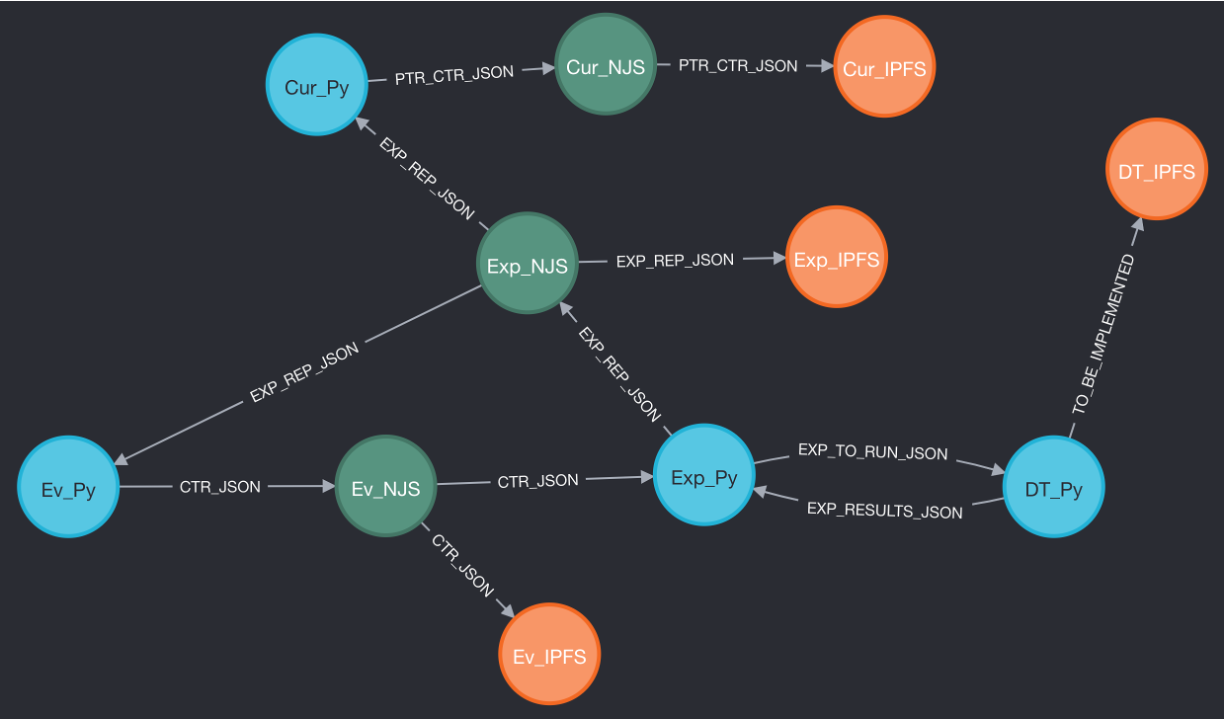 Cur_Py
PTR_CTR_JSON
Cur_NJS
PTR_CTR_JSON
Cur_IPFS
EXP_REP_JSON
DT_IPFS
Exp_NJS
EXP_REP_JSON
Exp_IPFS
EXP_REP_JSON
EXP_REP_JSON
TO_BE_IMPLEMENTED
Ev_Py
CTR_JSON
Ev_NJS
CTR_JSON
Exp_Py
EXP_TO_RUN_JSON
EXP_RESULTS_JSON
DT_Py
CTR_JSON
Ev_IPFS